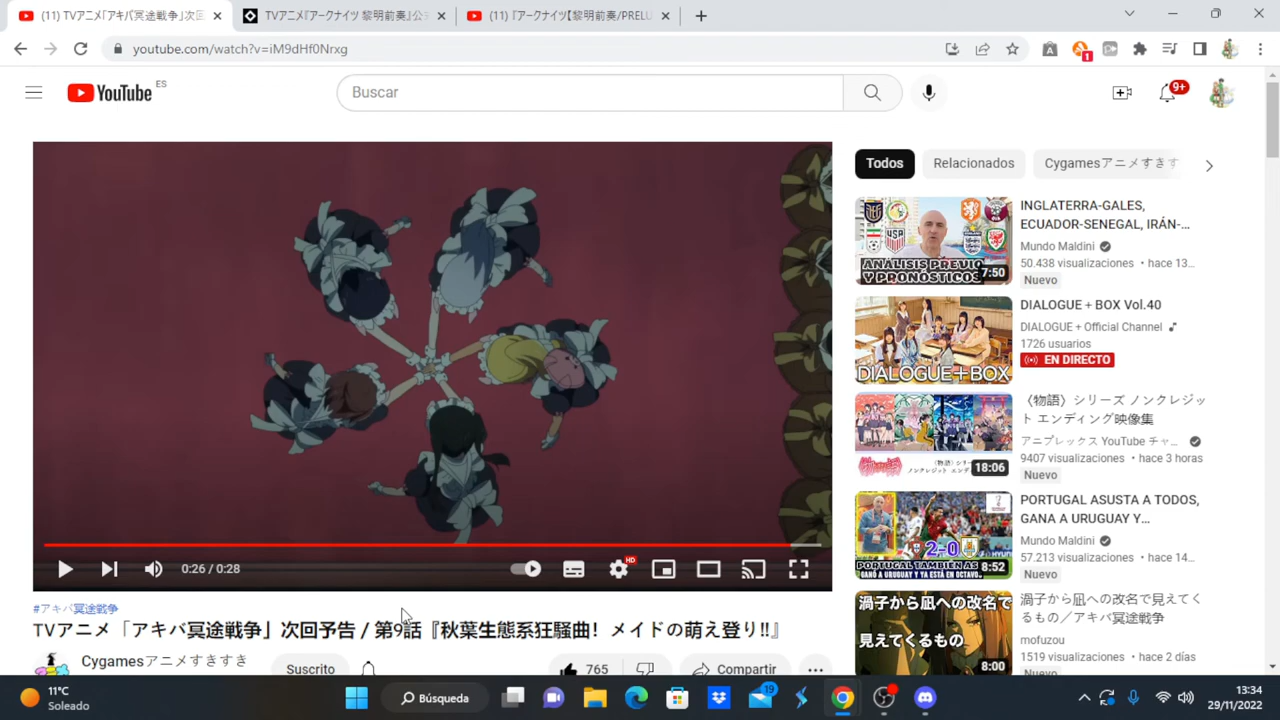 (11) TVアニメ「アキバ冥途戦争」次回
TVアニメ『アークナイツ 黎明前奏』公式
(11) 『アークナイツ【黎明前奏/PRELU
youtube.com/watch?v=iM9dHf0Nrxg
1
YouTube ES
Buscar
9+
0:26 / 0:28
HD
#アキバ冥途戦争
TVアニメ「アキバ冥途戦争」次回予告 / 第9話『秋葉生態系狂騒曲! メイドの萌え登り!!』
Cygamesアニメすきすき
Suscrito
765
Compartir
Todos
Relacionados
Cygamesアニメすきす
ANÁLISIS PREVIO
Y PRONÓSTICOS
7:50
INGLATERRA-GALES,
ECUADOR-SENEGAL, IRÁN-...
Mundo Maldini
50.438 visualizaciones • hace 13...
Nuevo
DIALOGUE+BOX
DIALOGUE + BOX Vol.40
DIALOGUE + Official Channel
1726 usuarios
EN DIRECTO
18:06
〈物語〉シリーズ ノンクレジッ
ト エンディング映像集
アニプレックス YouTube チャ...
9407 visualizaciones • hace 3 horas
Nuevo
2-0
PORTUGAL TAMBIÉN AS
GANÓ A URUGUAY Y YA ESTÁ EN OCTAVO
8:52
PORTUGAL ASUSTA A TODOS,
GANA A URUGUAY Y...
Mundo Maldini
57.213 visualizaciones • hace 14...
Nuevo
渦子から凪への改名で
見えてくるもの
8:00
渦子から凪への改名で見えてく
るもの／アキバ冥途戦争
mofuzou
1519 visualizaciones • hace 2 días
Nuevo
11°C
Soleado
Búsqueda
19
13:34
29/11/2022